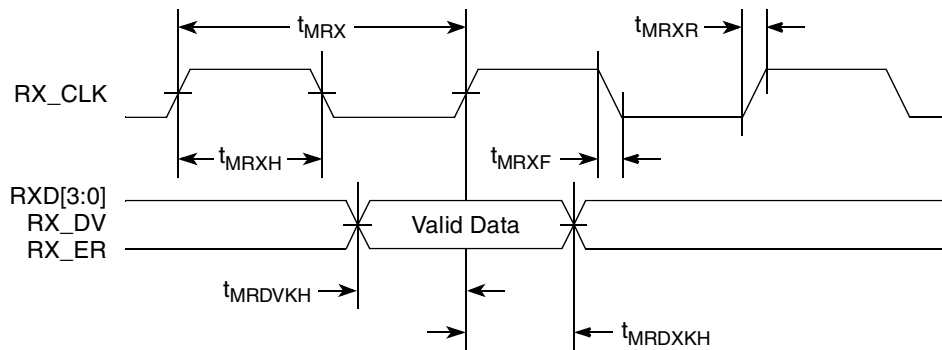 tMRX
tMRXR
RX_CLK
tMRXH
tMRXF
RXD[3:0]
RX_DV
Valid Data
RX_ER
tMRDVKH
tMRDXKH